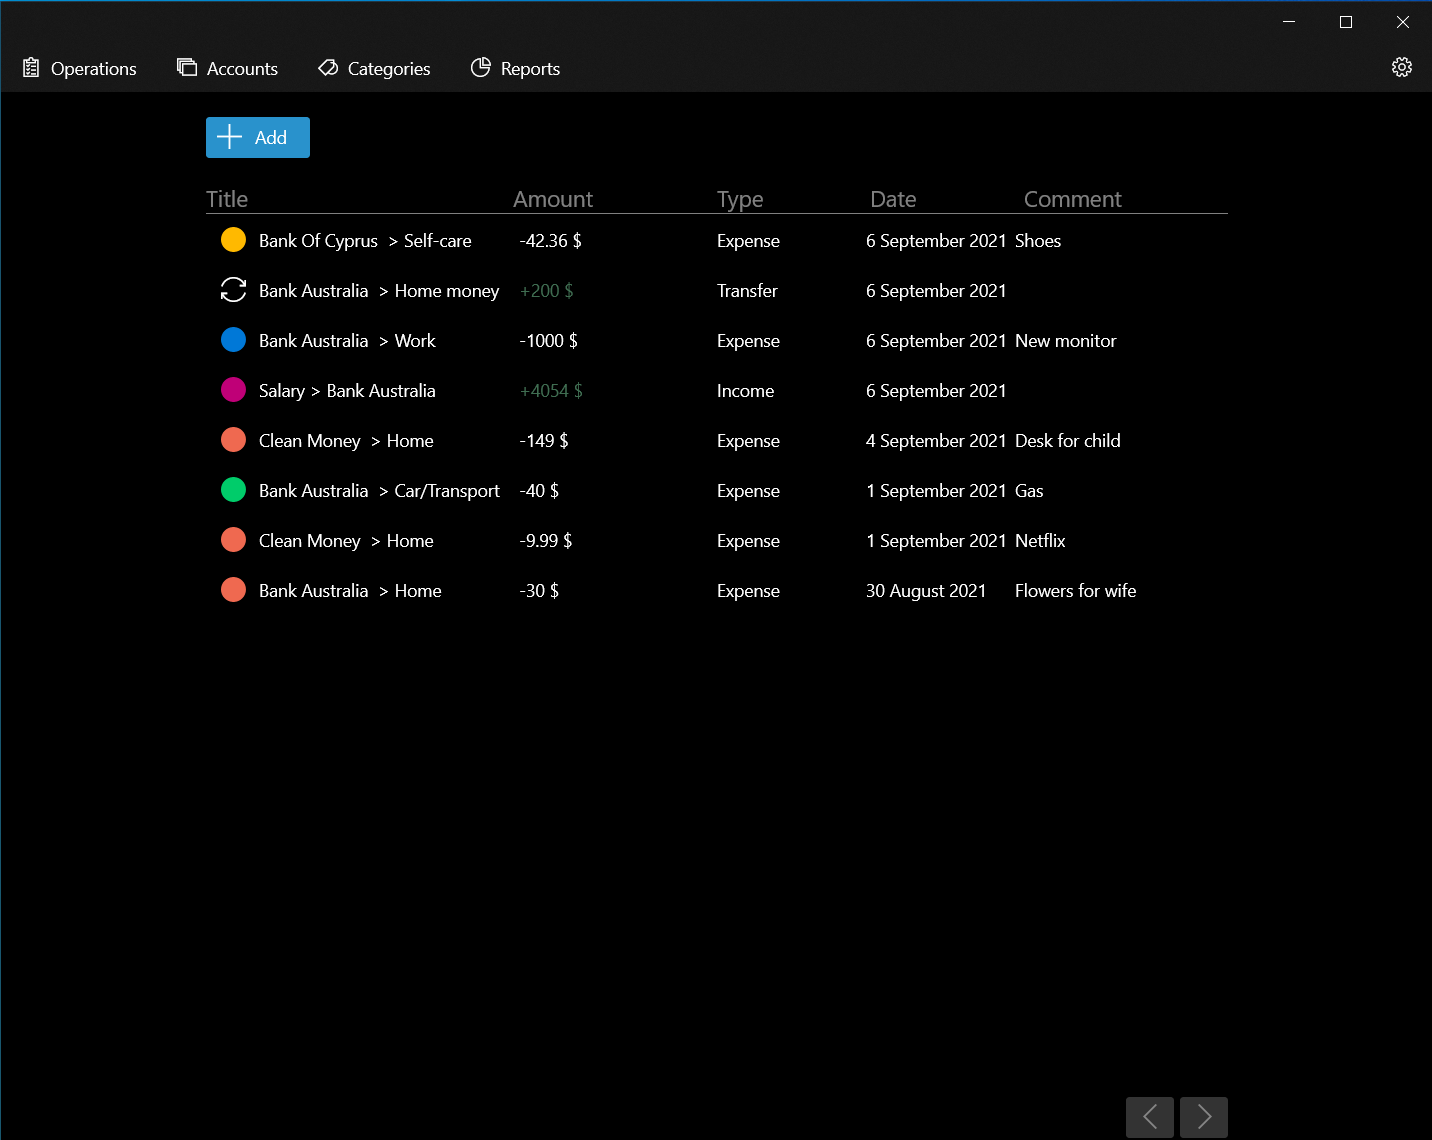 Operations Accounts Categories Reports
Add
Title Amount Type Date Comment
Bank Of Cyprus > Self-care -42.36 $ Expense 6 September 2021 Shoes
Bank Australia > Home money +200 $ Transfer 6 September 2021
Bank Australia > Work -1000 $ Expense 6 September 2021 New monitor
Salary > Bank Australia +4054 $ Income 6 September 2021
Clean Money > Home -149 $ Expense 4 September 2021 Desk for child
Bank Australia > Car/Transport -40 $ Expense 1 September 2021 Gas
Clean Money > Home -9.99 $ Expense 1 September 2021 Netflix
Bank Australia > Home -30 $ Expense 30 August 2021 Flowers for wife